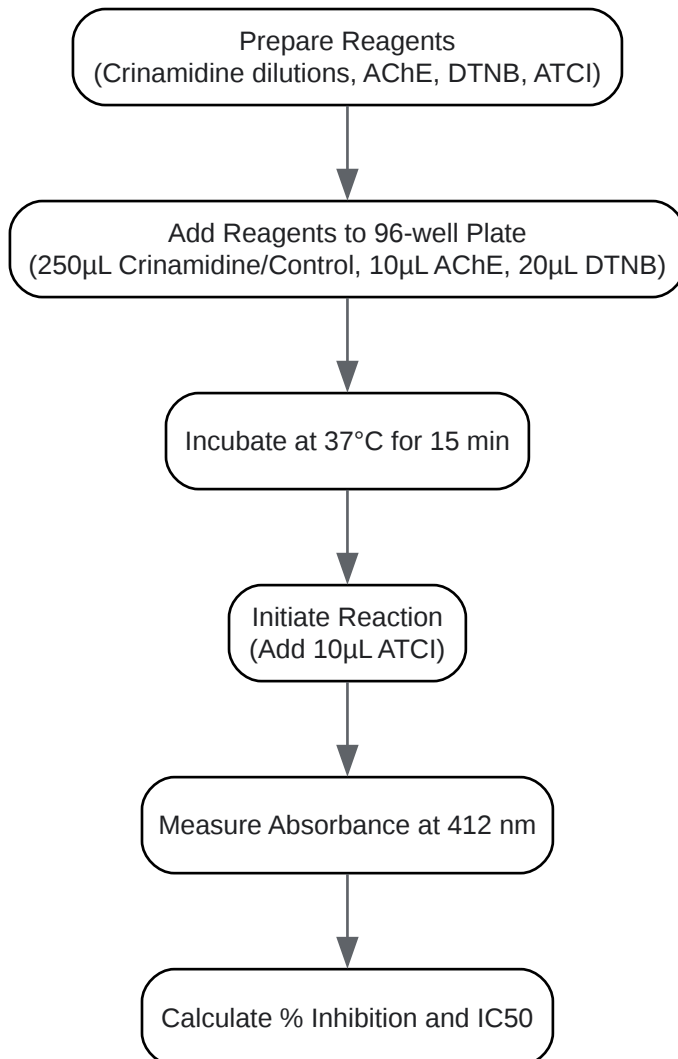 Prepare Reagents
(Crinamidine dilutions, AChE, DTNB, ATCI)
Add Reagents to 96-well Plate
(250µL Crinamidine/Control, 10µL AChE, 20µL DTNB)
Incubate at 37°C for 15 min
Initiate Reaction
(Add 10µL ATCI)
Measure Absorbance at 412 nm
Calculate % Inhibition and IC50